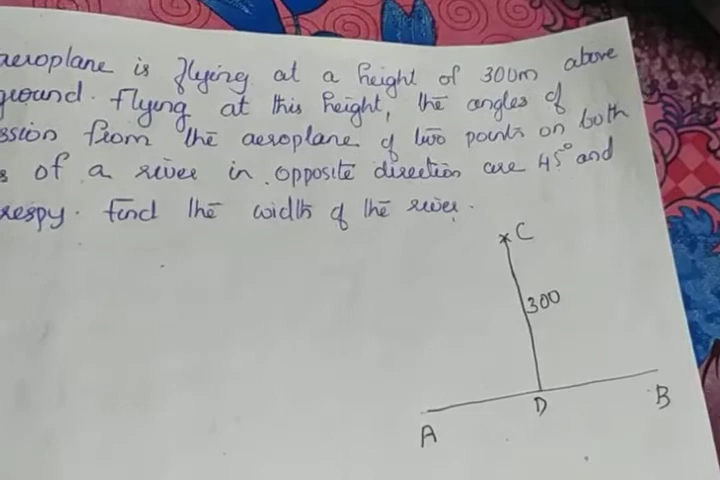 aeroplane is flying at a height of 300m above
ground. flying at this height, the angles of
ssion from the aeroplane of two points on both
s of a river in opposite direction are 45° and
respy. find the width of the river.
C
300
D
B
A